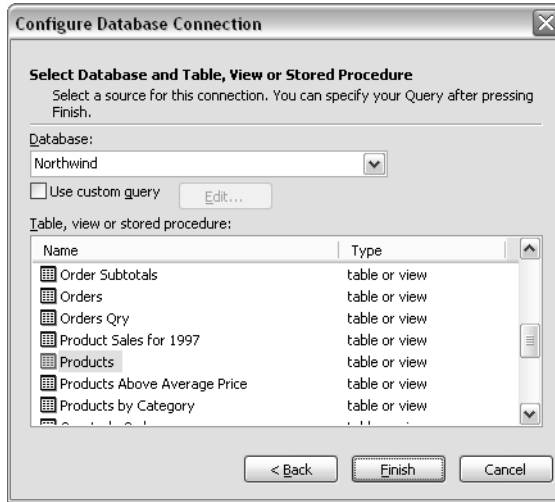 Configure Database Connection
Select Database and Table, View or Stored Procedure
Select a source for this connection. You can specify your Query after pressing
Finish.
Database:
Northwind
Use custom query Edit...
Table, view or stored procedure:
Name Type
Order Subtotals table or view
Orders table or view
Orders Qry table or view
Product Sales for 1997 table or view
Products table or view
Products Above Average Price table or view
Products by Category table or view
< Back Finish Cancel